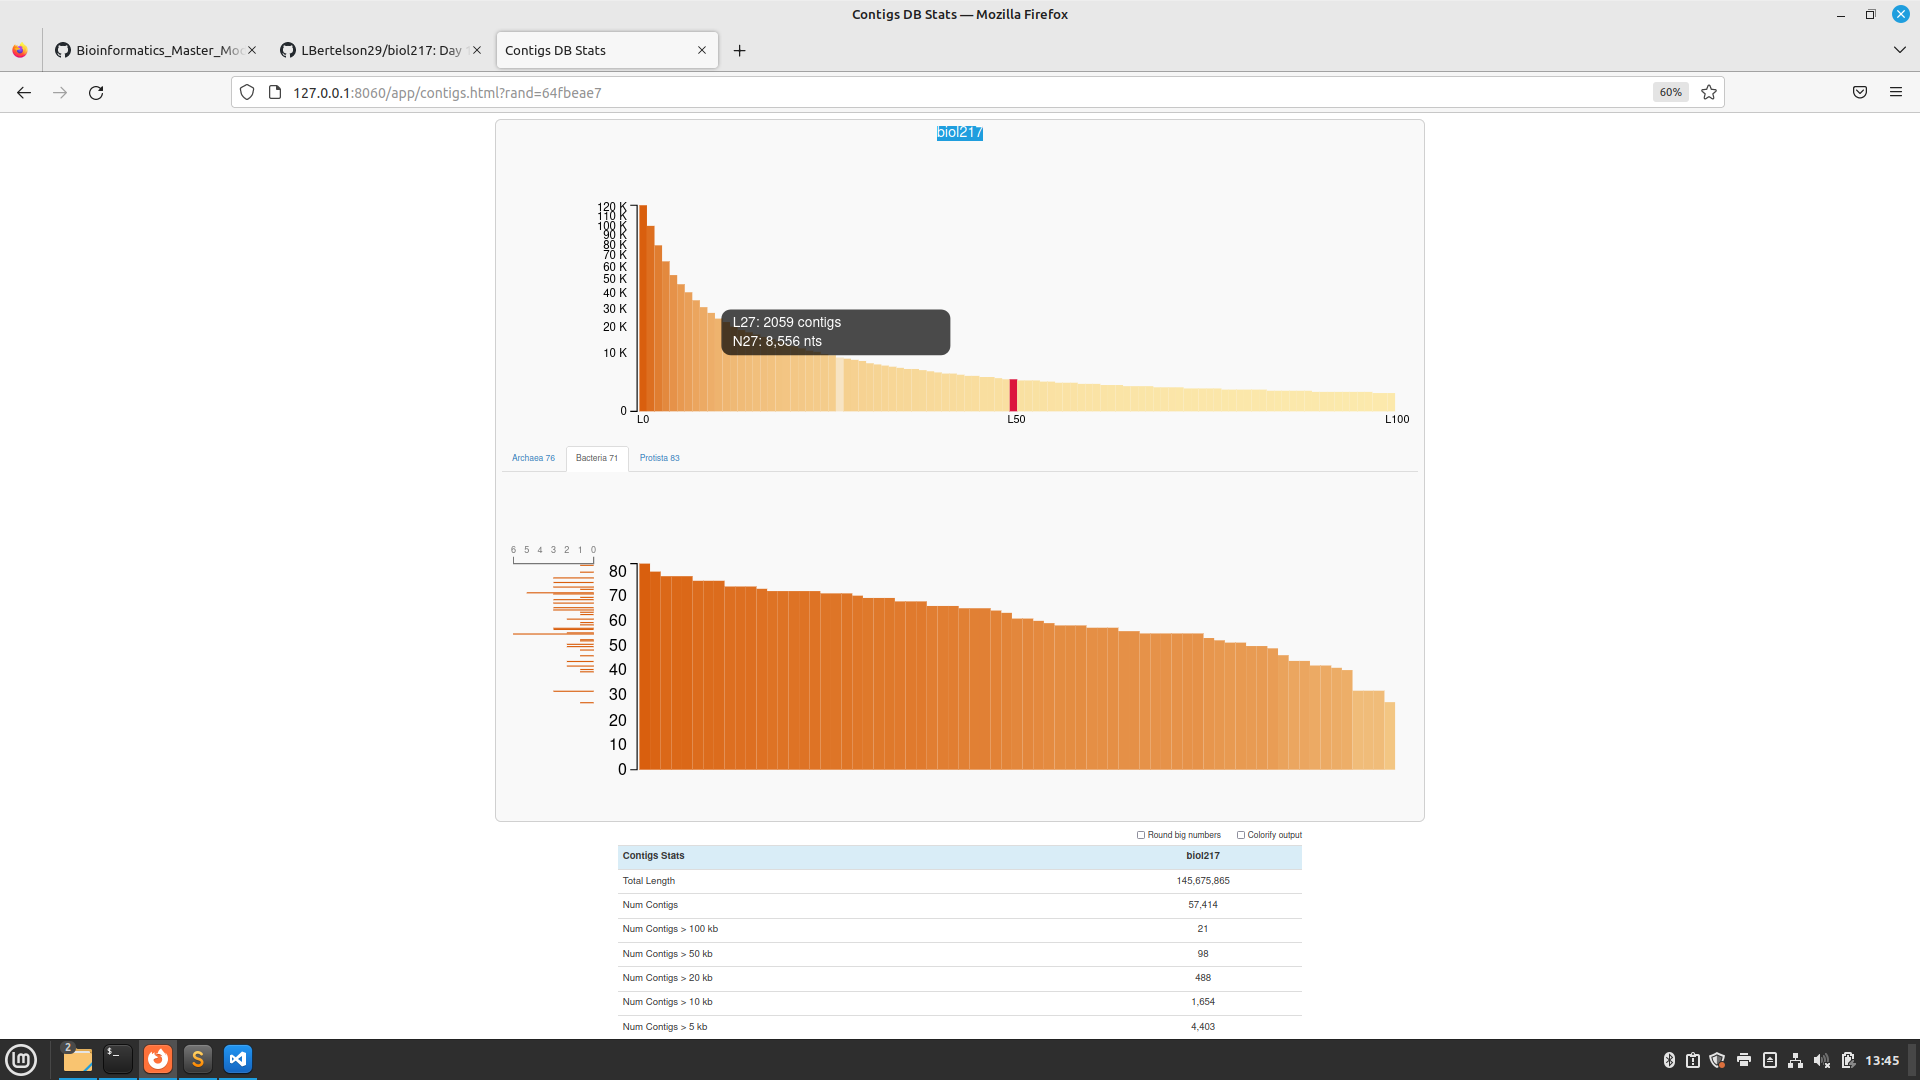 Contigs DB Stats — Mozilla Firefox
Bioinformatics_Master_Mo
LBertelson29/biol217: Day
Contigs DB Stats
127.0.0.1:8060/app/contigs.html?rand=64fbeae7
60%
biol217
120 K
110 K
100 K
90 K
80 K
70 K
60 K
50 K
40 K
30 K
20 K
10 K
0
L27: 2059 contigs
N27: 8,556 nts
L0 L50 L100
Archaea 76 Bacteria 71 Protista 83
6 5 4 3 2 1 0
80
70
60
50
40
30
20
10
0
Round big numbers Colorify output
Contigs Stats biol217
Total Length 145,675,865
Num Contigs 57,414
Num Contigs > 100 kb 21
Num Contigs > 50 kb 98
Num Contigs > 20 kb 488
Num Contigs > 10 kb 1,654
Num Contigs > 5 kb 4,403
2
$_
S
13:45